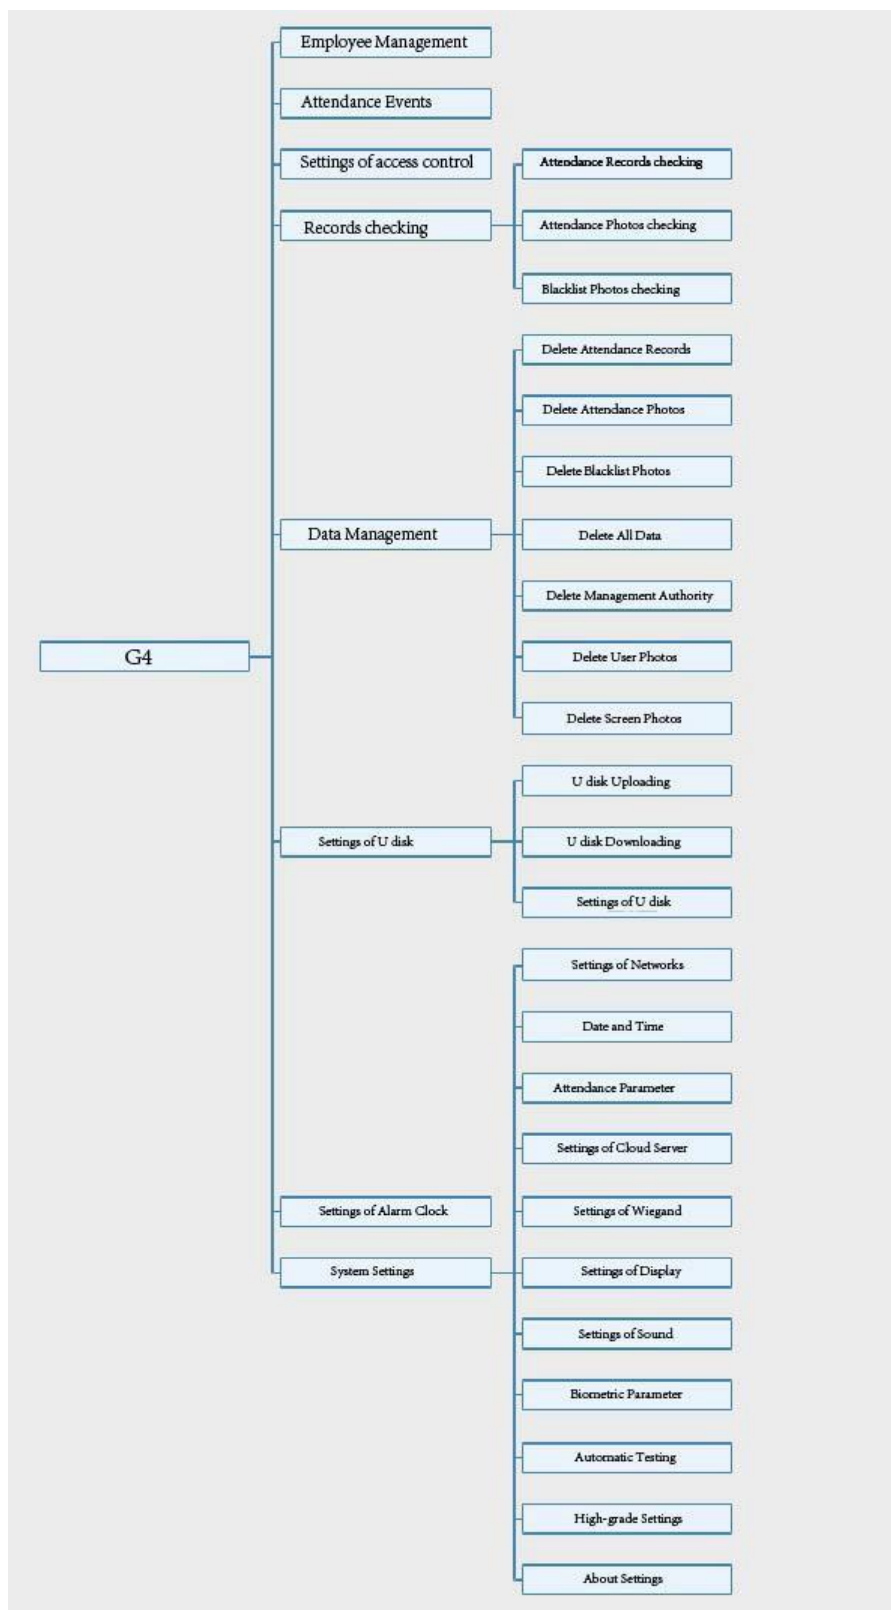 Employee Management
Attendance Events
Settings of access control
Attendance Records checking
Records checking
Attendance Photos checking
Blacklist Photos checking
Delete Attendance Records
Delete Attendance Photos
Delete Blacklist Photos
Data Management
Delete All Data
Delete Management Authority
G4
Delete User Photos
Delete Screen Photos
U disk Uploading
Settings of U disk
U disk Downloading
Settings of U disk
Settings of Networks
Date and Time
Attendance Parameter
Settings of Cloud Server
Settings of Alarm Clock
Settings of Wiegand
System Settings
Settings of Display
Settings of Sound
Biometric Parameter
Automatic Testing
High-grade Settings
About Settings